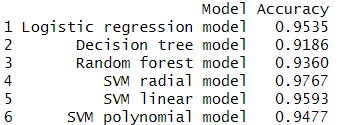 Model Accuracy
1 Logistic regression model 0.9535
2 Decision tree model 0.9186
3 Random forest model 0.9360
4 SVM radial model 0.9767
5 SVM linear model 0.9593
6 SVM polynomial model 0.9477